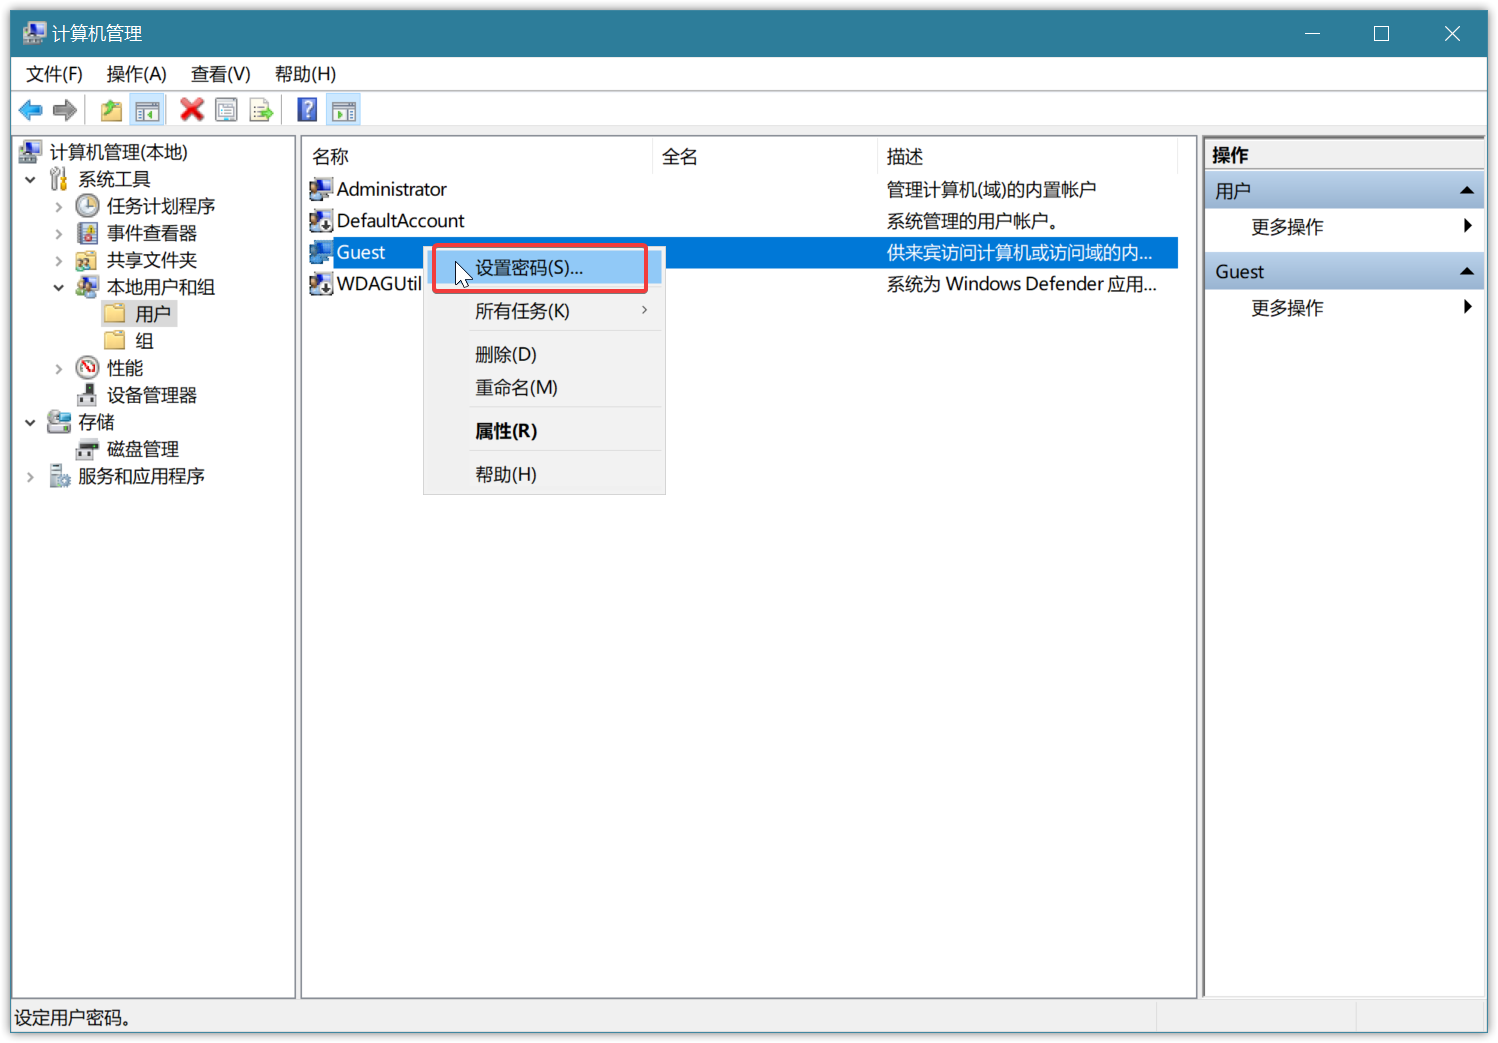 计算机管理
文件(F) 操作(A) 查看(V) 帮助(H)
计算机管理(本地)
系统工具
任务计划程序
事件查看器
共享文件夹
本地用户和组
用户
组
性能
设备管理器
存储
磁盘管理
服务和应用程序
名称 全名 描述
Administrator 管理计算机(域)的内置帐户
DefaultAccount 系统管理的用户帐户。
Guest 供来宾访问计算机或访问域的内...
WDAGUtil 系统为 Windows Defender 应用...
设置密码(S)...
所有任务(K)
删除(D)
重命名(M)
属性(R)
帮助(H)
操作
用户
更多操作
Guest
更多操作
设定用户密码。